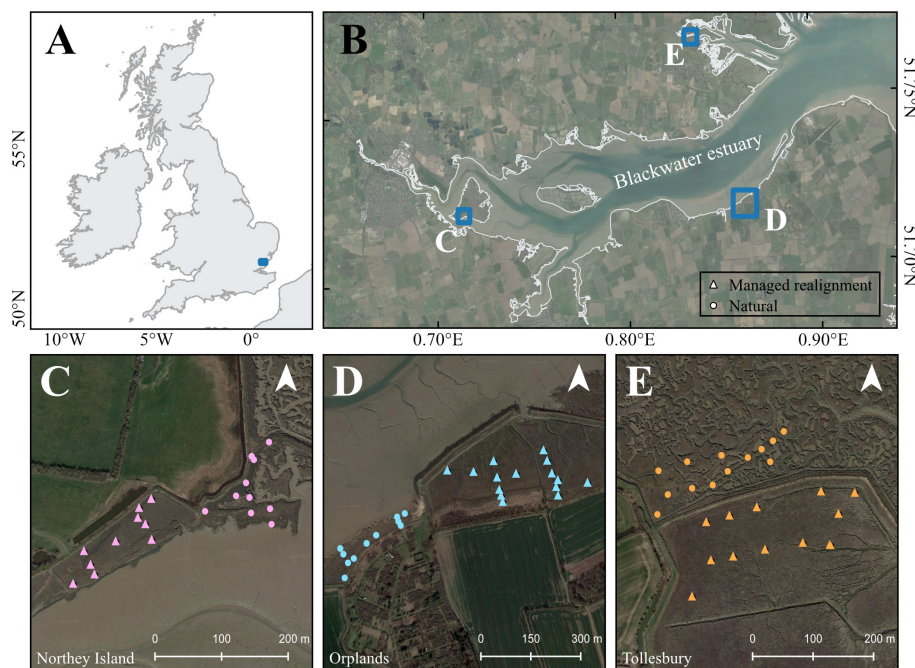 A
55°N
50°N
10°W 5°W 0°
B
E
Blackwater estuary
C
D
51.75°N
51.70°N
Managed realignment
Natural
0.70°E 0.80°E 0.90°E
C
Northey Island
0 100 200 m
D
Orplands
0 150 300 m
E
Tollesbury
0 100 200 m